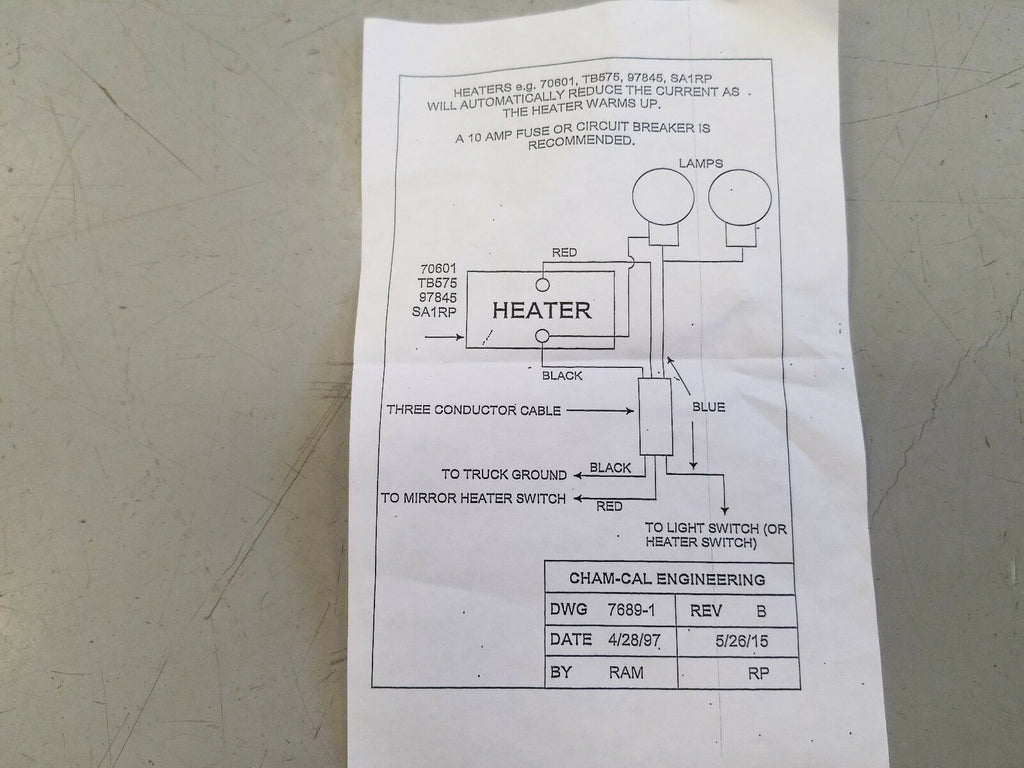 HEATERS e.g. 70601, TB575, 97845, SA1RP
WILL AUTOMATICALLY REDUCE THE CURRENT AS
THE HEATER WARMS UP.
A 10 AMP FUSE OR CIRCUIT BREAKER IS
RECOMMENDED.
LAMPS
RED
70601
TB575
97845
SA1RP
HEATER
BLACK
THREE CONDUCTOR CABLE
BLUE
BLACK
TO TRUCK GROUND
TO MIRROR HEATER SWITCH
RED
TO LIGHT SWITCH (OR
HEATER SWITCH)
CHAM-CAL ENGINEERING
DWG 7689-1 REV B
DATE 4/28/97 5/26/15
BY RAM RP